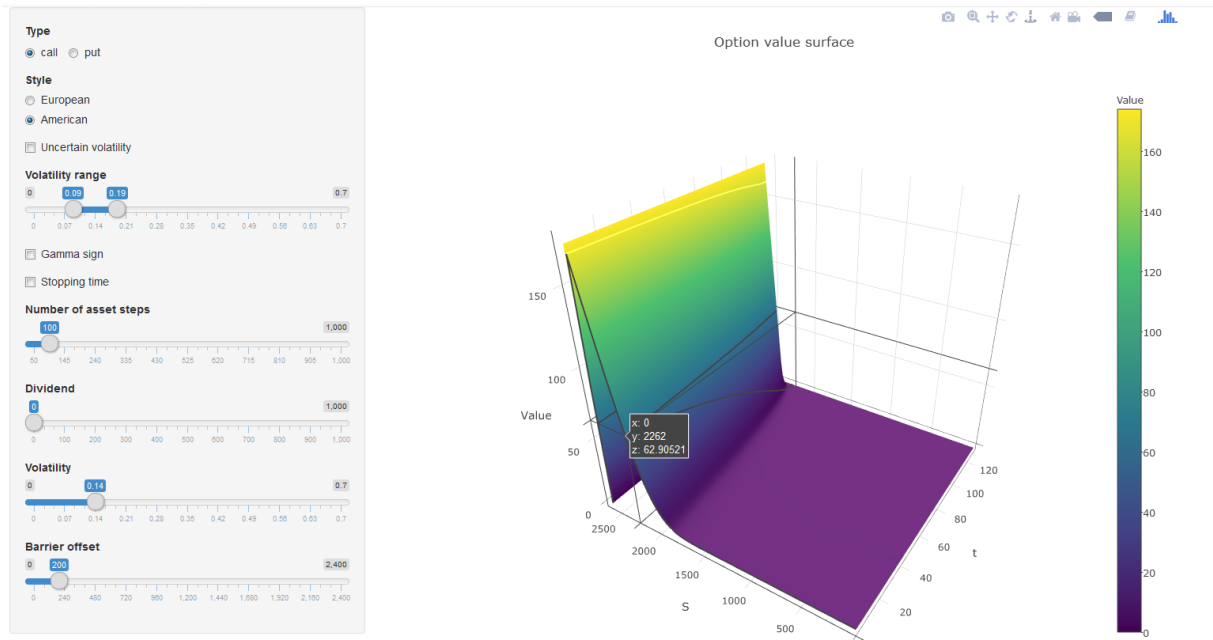 Type
call put
Style
European
American
Uncertain volatility
Volatility range
0 0.09 0.19 0.7
0 0.07 0.14 0.21 0.28 0.35 0.42 0.49 0.56 0.63 0.7
Gamma sign
Stopping time
Number of asset steps
100 1,000
50 145 240 335 430 525 620 715 810 905 1,000
Dividend
0 1,000
0 100 200 300 400 500 600 700 800 900 1,000
Volatility
0 0.14 0.7
0 0.07 0.14 0.21 0.28 0.35 0.42 0.49 0.56 0.63 0.7
Barrier offset
0 200 2,400
0 240 480 720 960 1,200 1,440 1,680 1,920 2,160 2,400
Option value surface
150
100
Value
50
0
x: 0
y: 2262
z: 62.90521
2500
2000
1500
S
1000
500
120
100
80
60
t
40
20
Value
160
140
120
100
80
60
40
20
0